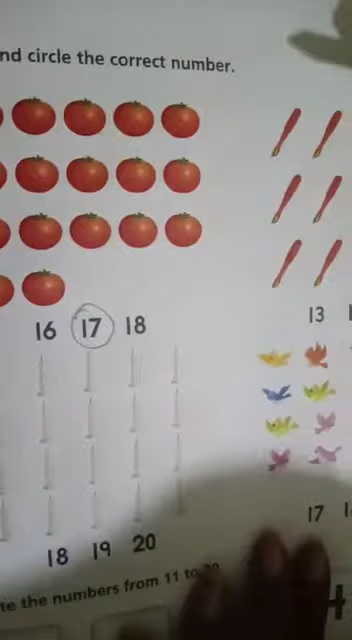 nd circle the correct number.
16 17 18
13
18 19 20
17
te the numbers from 11 to